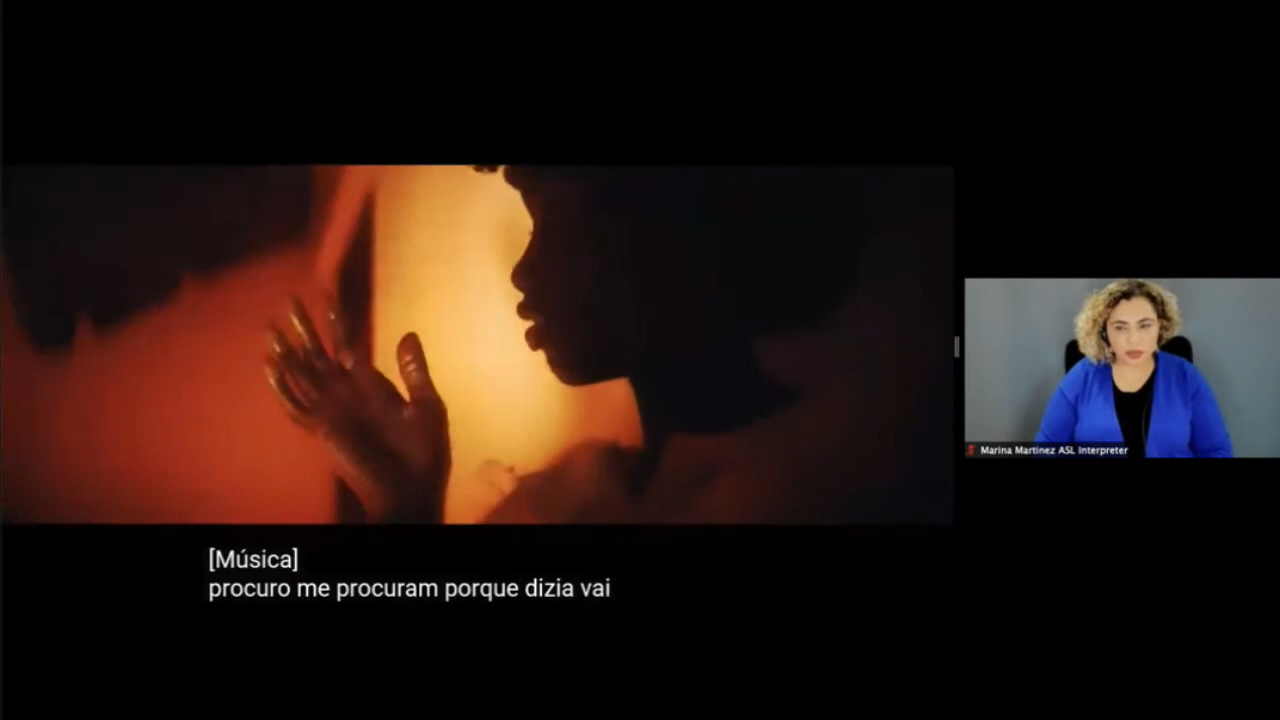 [Música]
procuro me procuram porque dizia vai
Marina Martinez ASL Interpreter